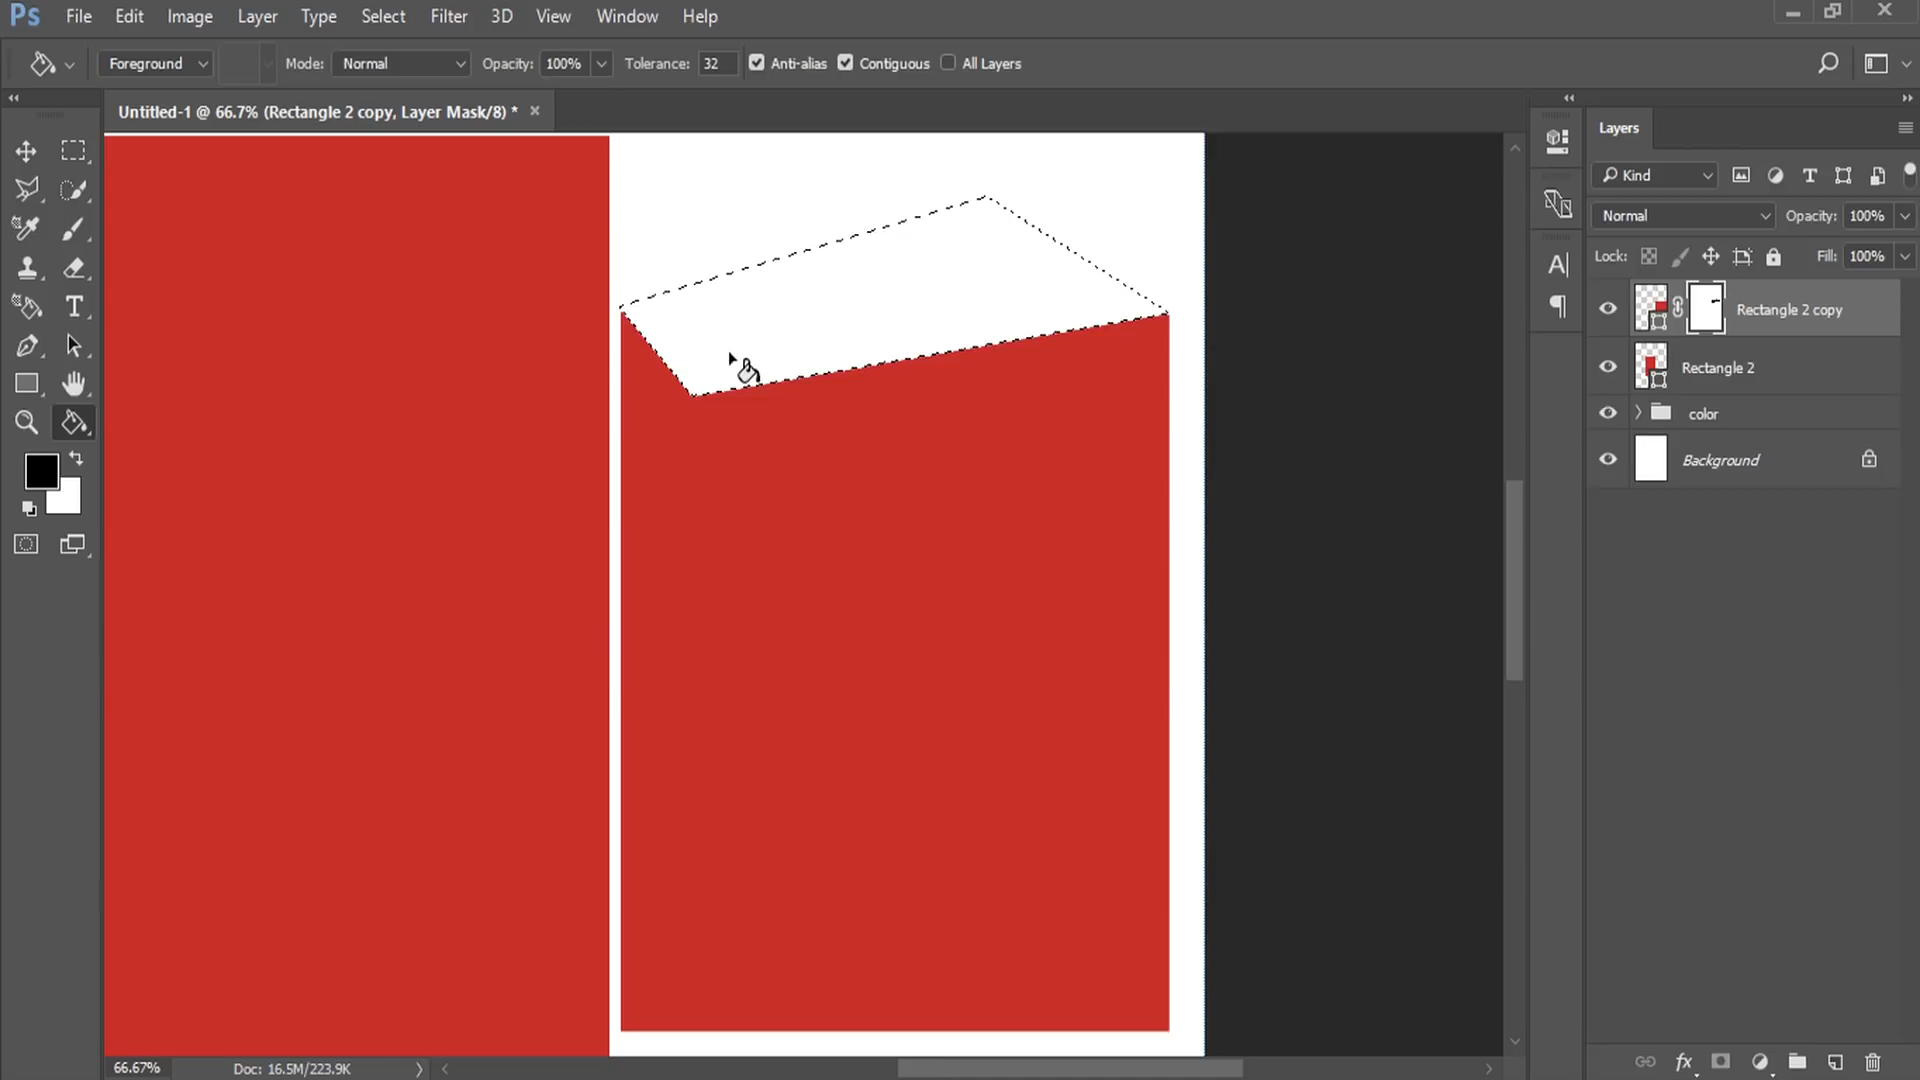 Ps File Edit Image Layer Type Select Filter 3D View Window Help
Foreground Mode: Normal Opacity: 100% Tolerance: 32 Anti-alias Contiguous All Layers
Untitled-1 @ 66.7% (Rectangle 2 copy, Layer Mask/8) * ×
Layers
Kind
Normal Opacity: 100%
Lock: Fill: 100%
Rectangle 2 copy
Rectangle 2
color
Background
66.67% Doc: 16.5M/223.9K